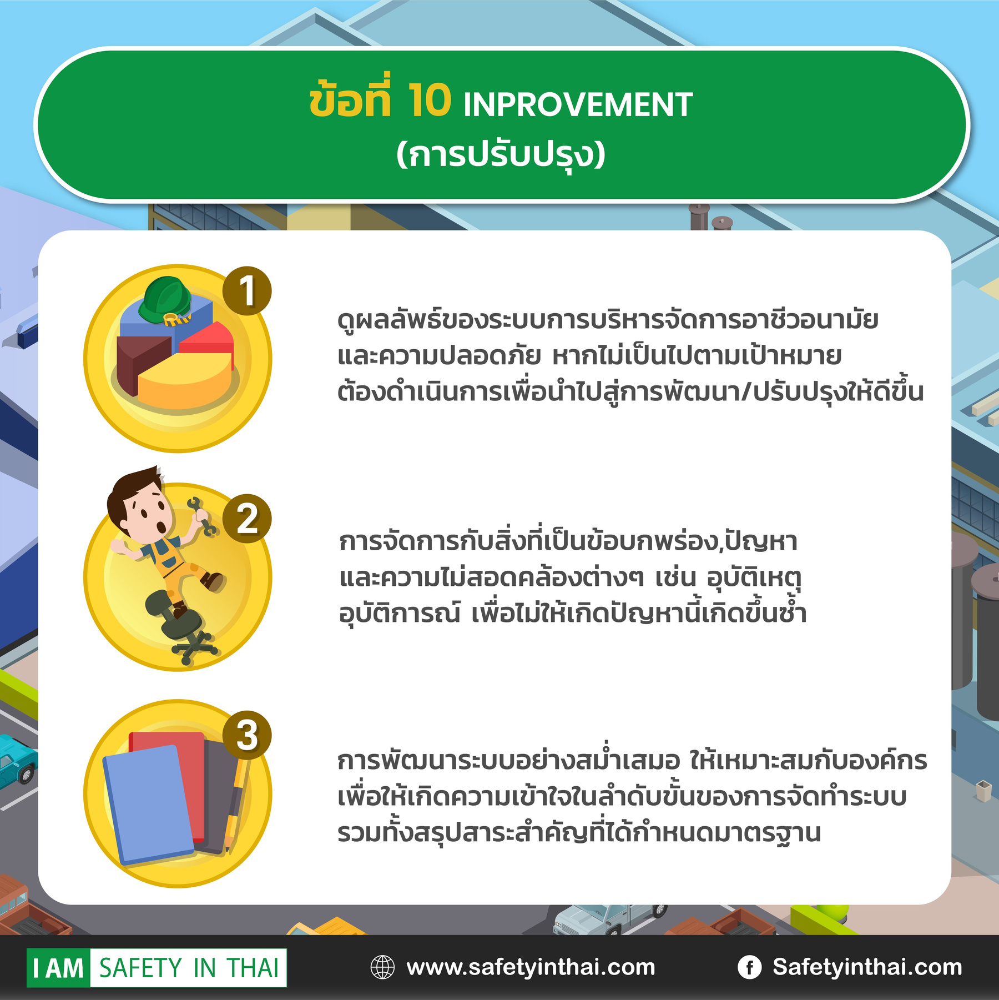 ข้อที่ 10 INPROVEMENT
(การปรับปรุง)
1
ดูผลลัพธ์ของระบบการบริหารจัดการอาชีวอนามัย
และความปลอดภัย หากไม่เป็นไปตามเป้าหมาย
ต้องดำเนินการเพื่อนำไปสู่การพัฒนา/ปรับปรุงให้ดีขึ้น
2
การจัดการกับสิ่งที่เป็นข้อบกพร่อง,ปัญหา
และความไม่สอดคล้องต่างๆ เช่น อุบัติเหตุ
อุบัติการณ์ เพื่อไม่ให้เกิดปัญหานี้เกิดขึ้นซ้ำ
3
การพัฒนาระบบอย่างสม่ำเสมอ ให้เหมาะสมกับองค์กร
เพื่อให้เกิดความเข้าใจในลำดับขั้นของการจัดทำระบบ
รวมทั้งสรุปสาระสำคัญที่ได้กำหนดมาตรฐาน
I AM SAFETY IN THAI
www.safetyinthai.com
Safetyinthai.com